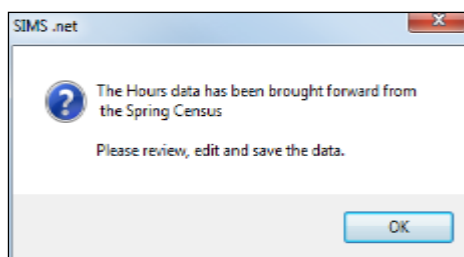 SIMS .net
The Hours data has been brought forward from
the Spring Census
Please review, edit and save the data.
OK